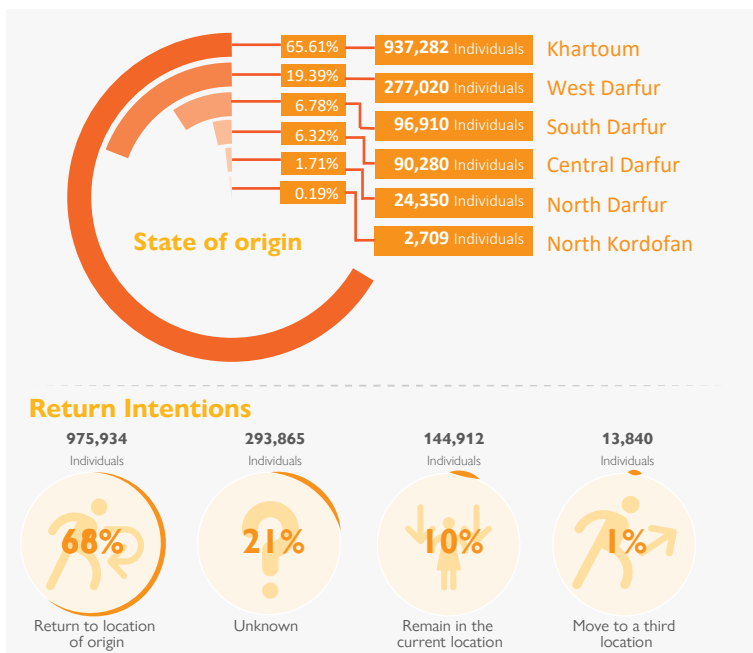 65.61% 937,282 Individuals Khartoum
19.39% 277,020 Individuals West Darfur
6.78% 96,910 Individuals South Darfur
6.32% 90,280 Individuals Central Darfur
1.71% 24,350 Individuals North Darfur
0.19% 2,709 Individuals North Kordofan
State of origin
Return Intentions
975,934
Individuals
68%
Return to location
of origin
293,865
Individuals
21%
Unknown
144,912
Individuals
10%
Remain in the
current location
13,840
Individuals
1%
Move to a third
location